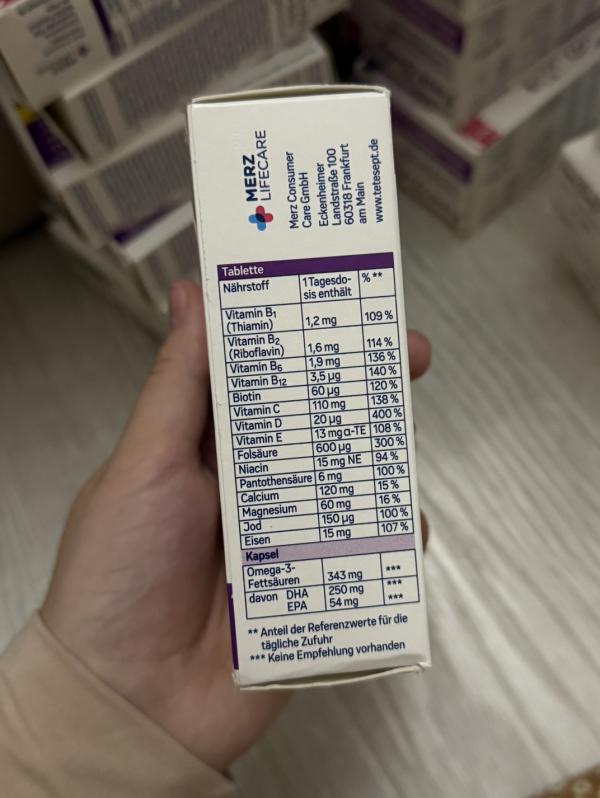 MERZ
LIFECARE
Merz Consumer
Care GmbH
Eckenheimer
Landstraße 100
60318 Frankfurt
am Main
www.tetesept.de
Tablette
Nährstoff 1 Tagesdo- % **
sis enthält
Vitamin B1
(Thiamin) 1,2 mg 109 %
Vitamin B2
(Riboflavin) 1,6 mg 114 %
Vitamin B6 1,9 mg 136 %
Vitamin B12 3,5 µg 140 %
Biotin 60 µg 120 %
Vitamin C 110 mg 138 %
Vitamin D 20 µg 400 %
Vitamin E 13 mg α-TE 108 %
Folsäure 600 µg 300 %
Niacin 15 mg NE 94 %
Pantothensäure 6 mg 100 %
Calcium 120 mg 15 %
Magnesium 60 mg 16 %
Jod 150 µg 100 %
Eisen 15 mg 107 %
Kapsel
Omega-3-
Fettsäuren 343 mg ***
davon DHA 250 mg ***
EPA 54 mg ***
** Anteil der Referenzwerte für die
tägliche Zufuhr
*** Keine Empfehlung vorhanden